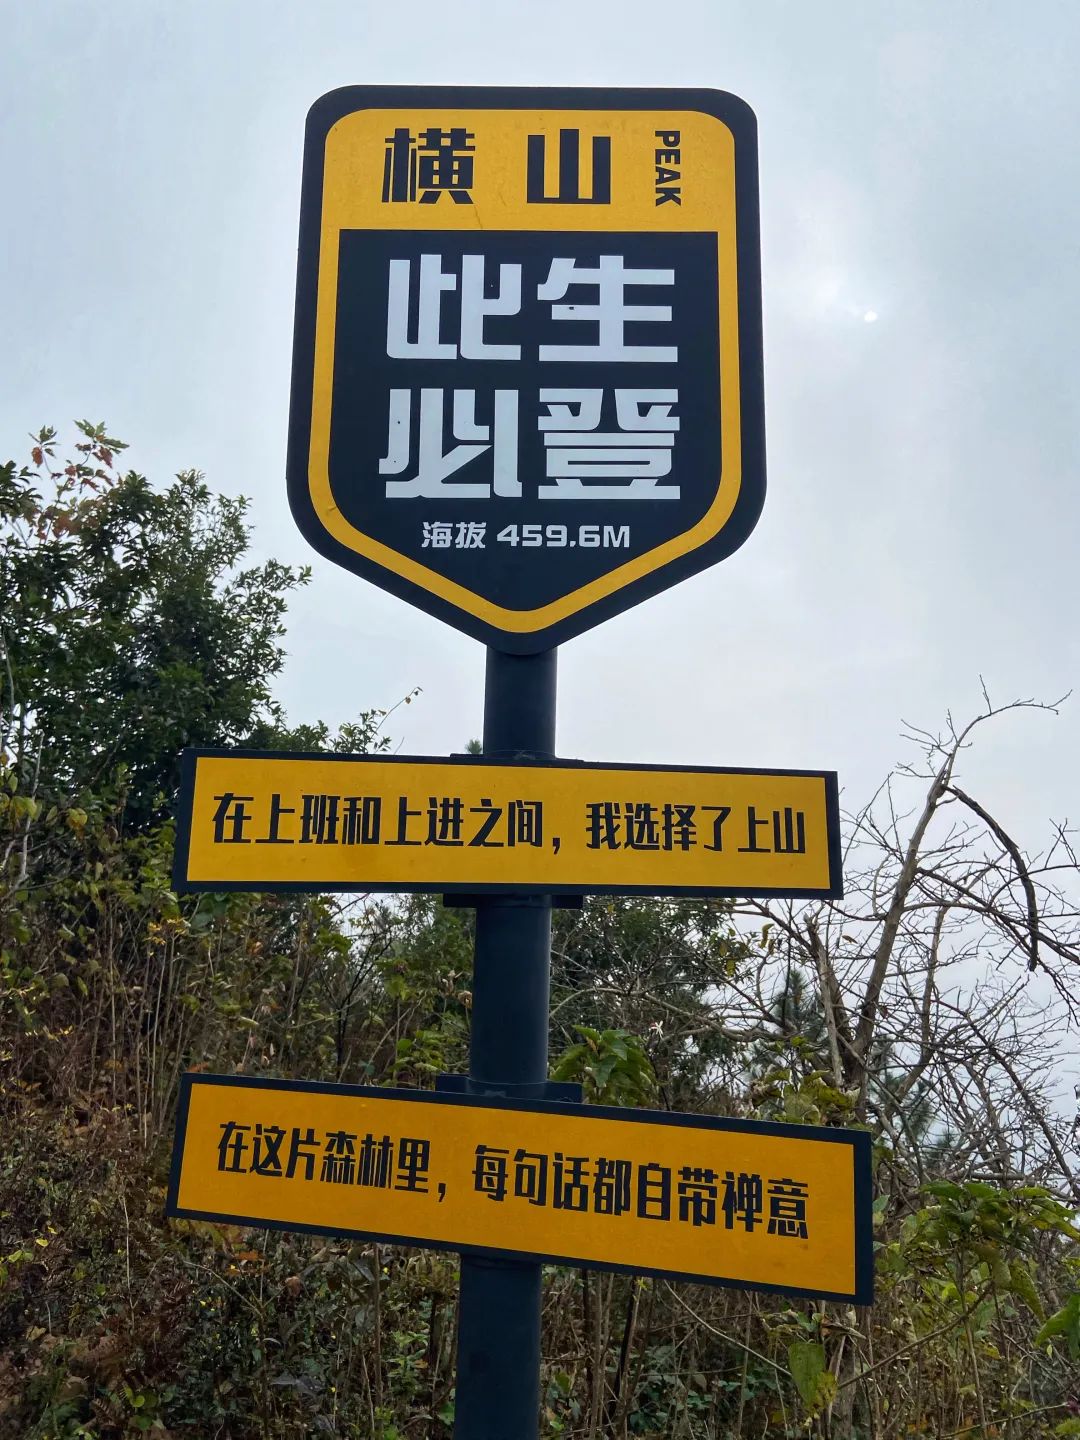 横山 PEAK
此生
必登
海拔 459.6M
在上班和上进之间，我选择了上山
在这片森林里，每句话都自带禅意